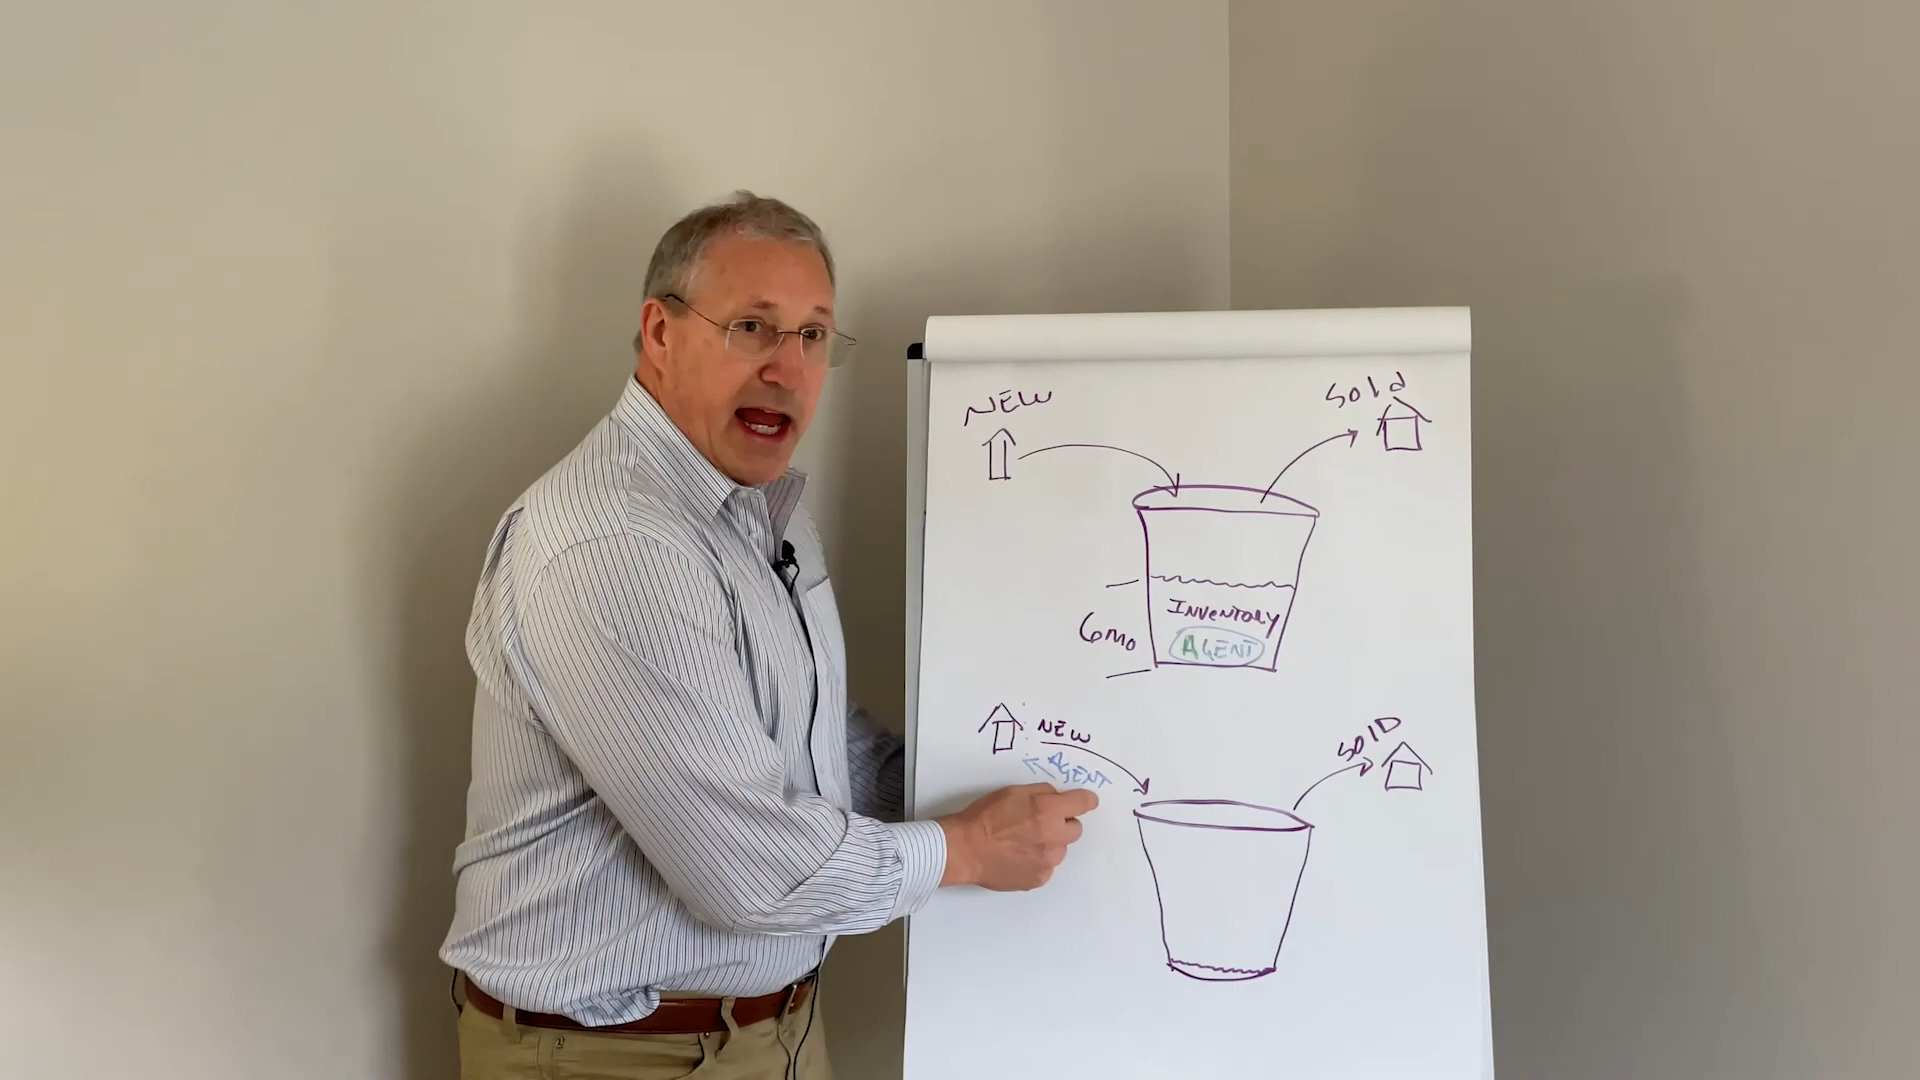 NEW
Sold
INVENTORY
6mo
AGENT
NEW
SOLD
AGENT